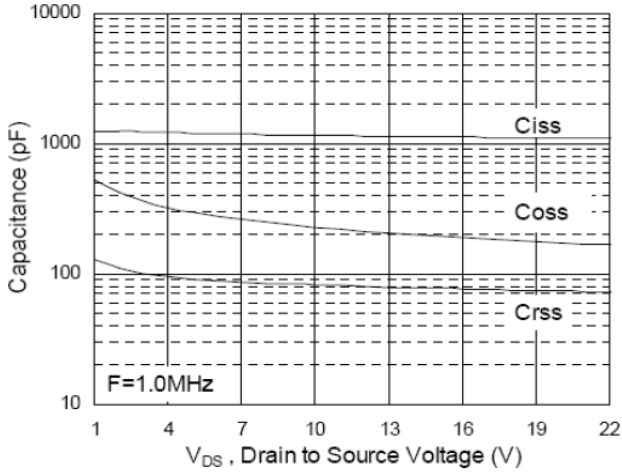 10000
1000
100
10
Capacitance (pF)
Ciss
Coss
Crss
F=1.0MHz
1 4 7 10 13 16 19 22
VDS , Drain to Source Voltage (V)